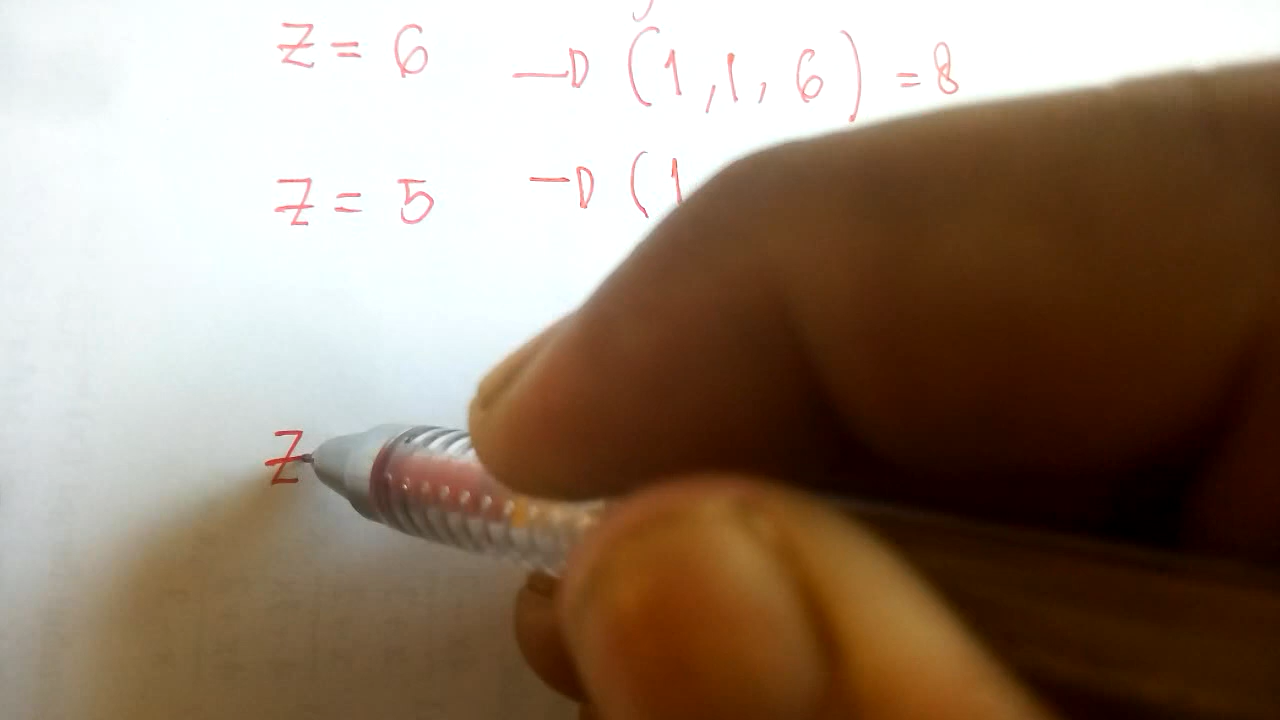 Z = 6 → (1, 1, 6) = 8
Z = 5 → (1
Z